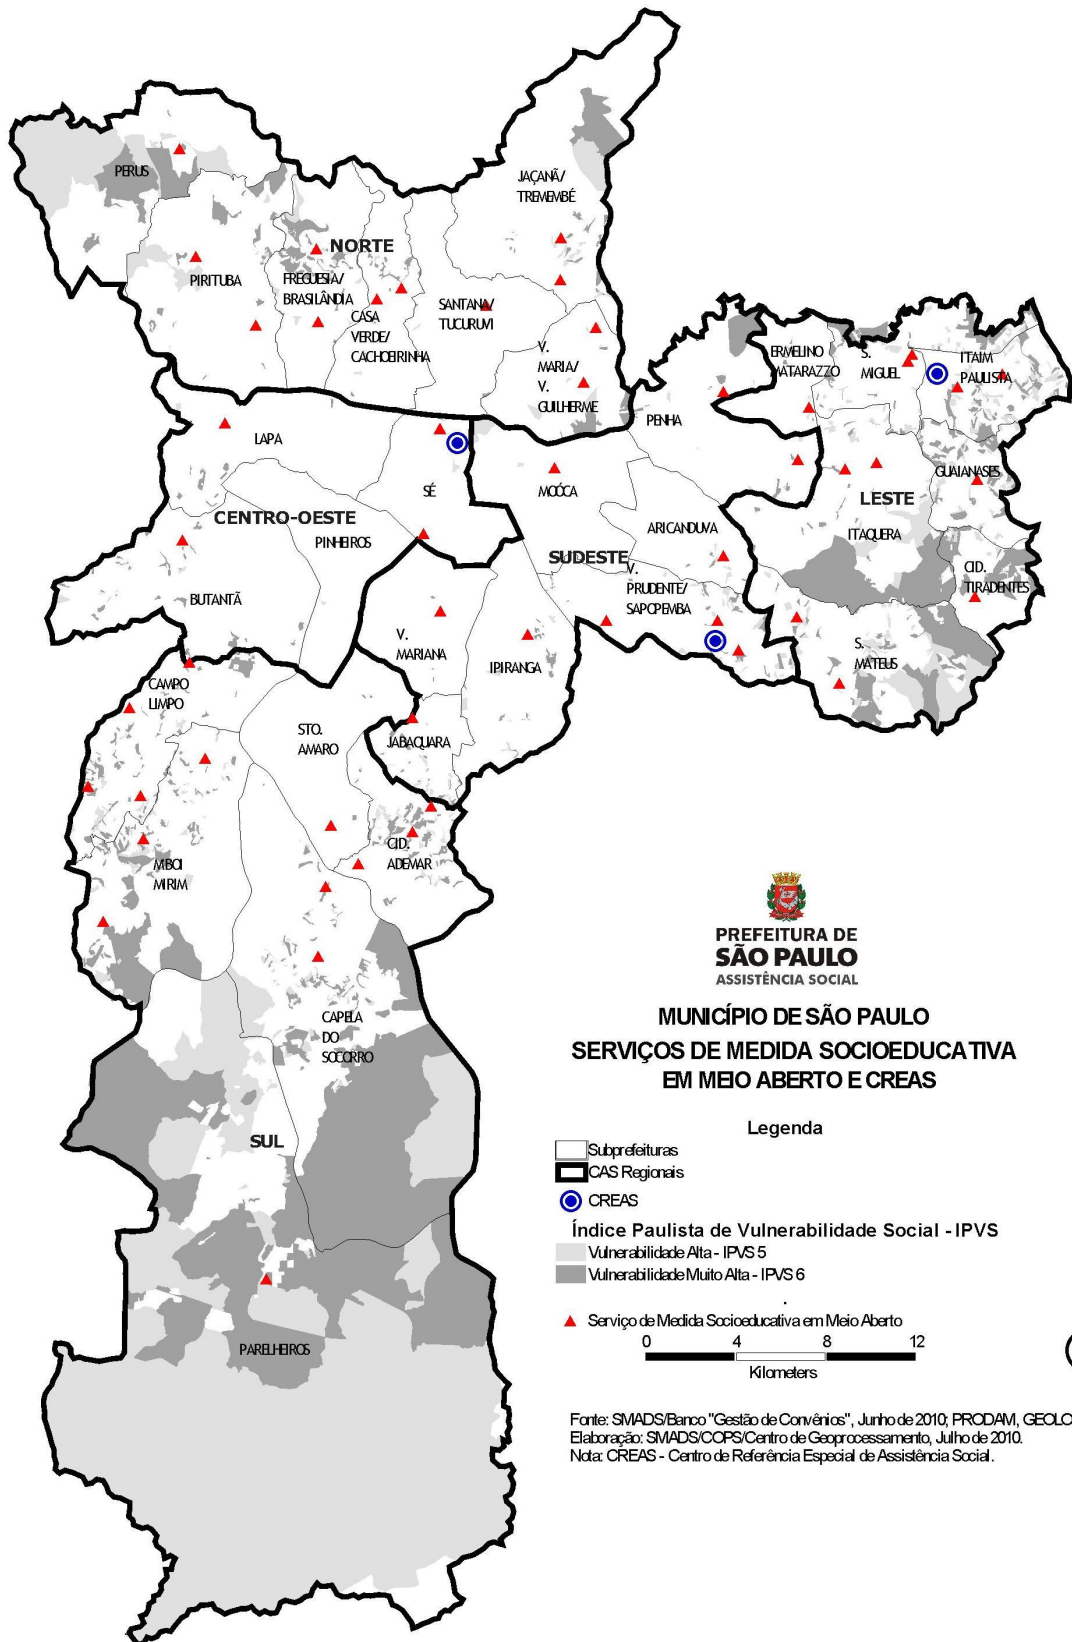 PERUS
JAÇANÃ/
TREMEMBÉ
NORTE
PIRITUBA
FREGUESIA/
BRASILÂNDIA
CASA
VERDE/
CACHOEIRINHA
SANTANA/
TUCURUVI
V.
MARIA/
V.
GUILHERME
ERMELINO
MATARAZZO
S.
MIGUEL
ITAIM
PAULISTA
PENHA
LAPA
SÉ
MOÓCA
GUAIANASES
LESTE
CENTRO-OESTE
PINHEIROS
ARICANDUVA
ITAQUERA
SUDESTE
V.
PRUDENTE/
SAPOPEMBA
CID.
TIRADENTES
BUTANTÃ
V.
MARIANA
IPIRANGA
S.
MATEUS
CAMPO
LIMPO
STO.
AMARO
JABAQUARA
CID.
ADEMAR
M'BOI
MIRIM
CAPELA
DO
SOCORRO
SUL
PARELHEIROS
PREFEITURA DE
SÃO PAULO
ASSISTÊNCIA SOCIAL
MUNICÍPIO DE SÃO PAULO
SERVIÇOS DE MEDIDA SOCIOEDUCATIVA
EM MEIO ABERTO E CREAS
Legenda
Subprefeituras
CAS Regionais
CREAS
Índice Paulista de Vulnerabilidade Social - IPVS
Vulnerabilidade Alta - IPVS 5
Vulnerabilidade Muito Alta - IPVS 6
Serviço de Medida Socioeducativa em Meio Aberto
0 4 8 12
Kilometers
Fonte: SMADS/Banco "Gestão de Convênios", Junho de 2010; PRODAM, GEOLO
Elaboração: SMADS/COPS/Centro de Geoprocessamento, Julho de 2010.
Nota: CREAS - Centro de Referência Especial de Assistência Social.